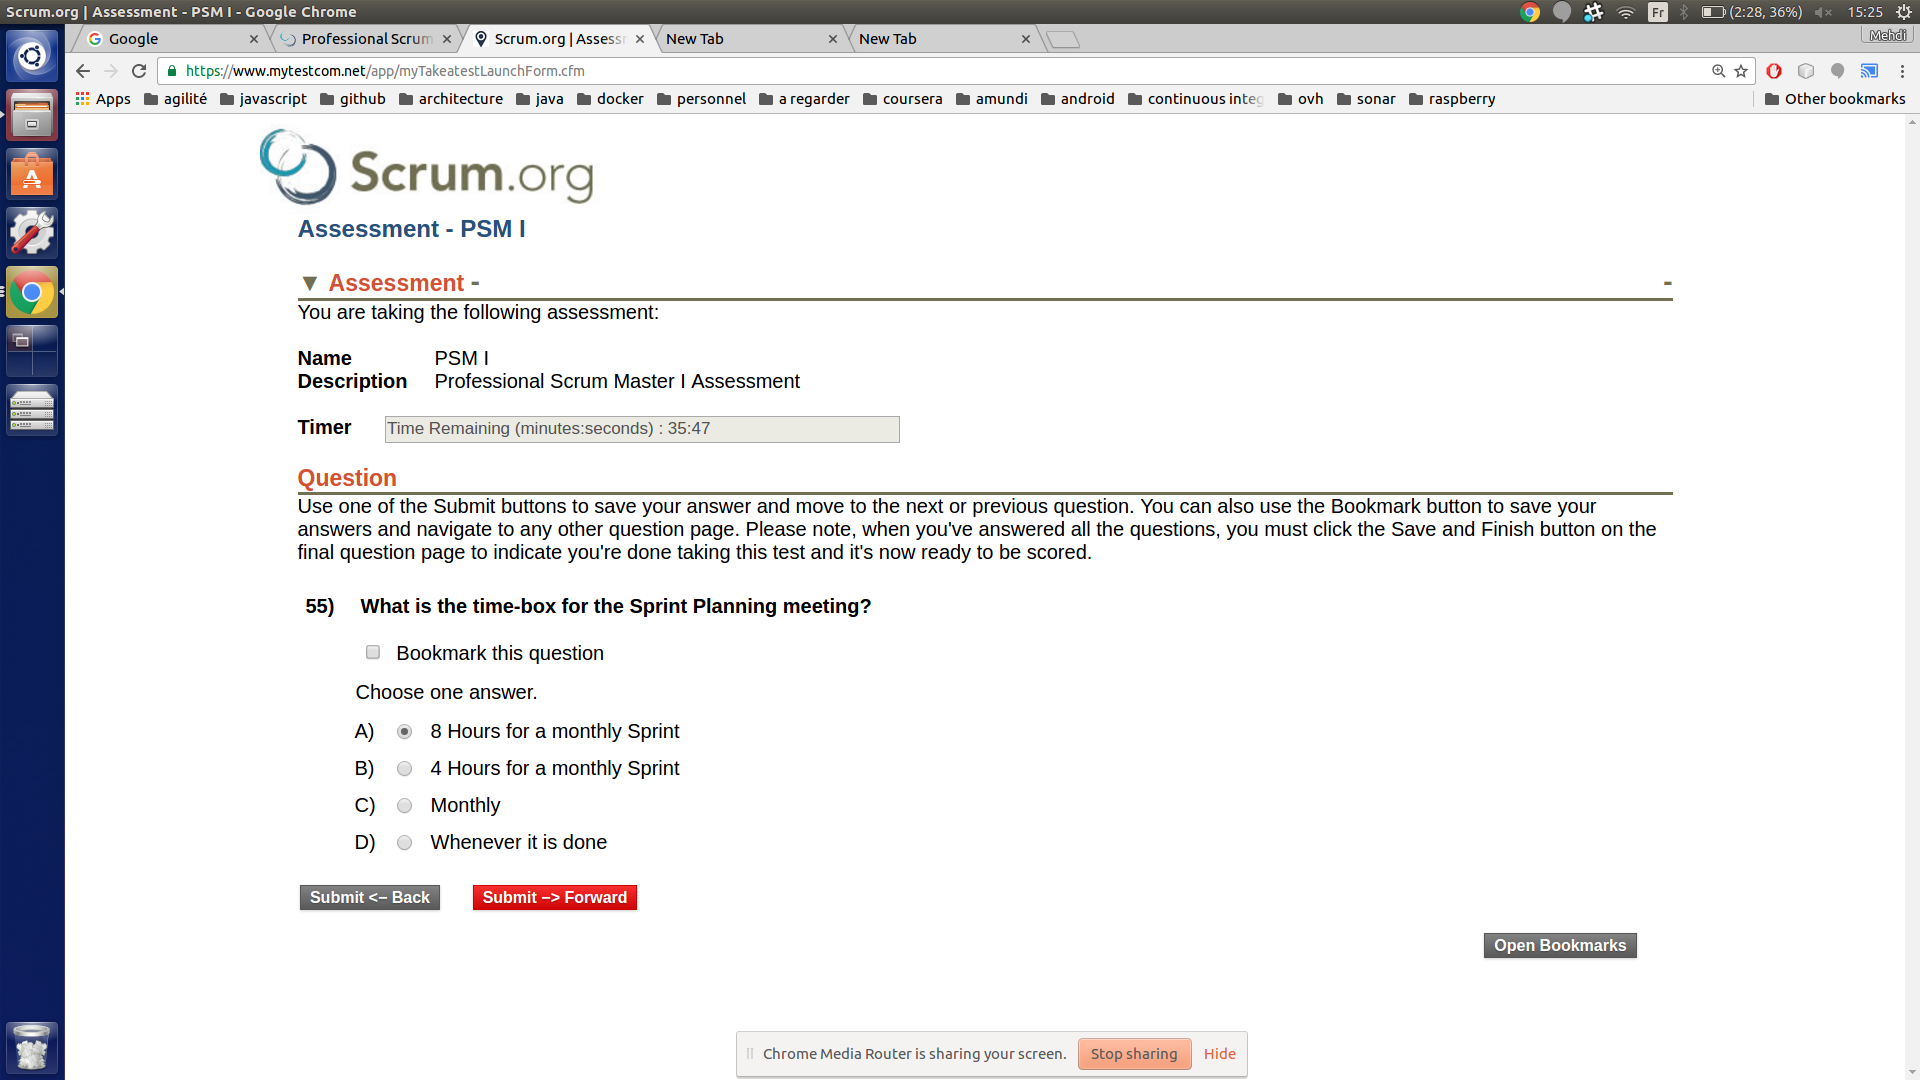 Scrum.org | Assessment - PSM I - Google Chrome
Fr
(2:28, 36%)
15:25
Google
Professional Scrum
Scrum.org | Assess
New Tab
New Tab
Mehdi
https://www.mytestcom.net/app/myTakeatestLaunchForm.cfm
Apps agilité javascript github architecture java docker personnel a regarder coursera amundi android continuous integ ovh sonar raspberry Other bookmarks
Scrum.org
Assessment - PSM I
▼ Assessment - -
You are taking the following assessment:
Name PSM I
Description Professional Scrum Master I Assessment
Timer Time Remaining (minutes:seconds) : 35:47
Question
Use one of the Submit buttons to save your answer and move to the next or previous question. You can also use the Bookmark button to save your
answers and navigate to any other question page. Please note, when you've answered all the questions, you must click the Save and Finish button on the
final question page to indicate you're done taking this test and it's now ready to be scored.
55) What is the time-box for the Sprint Planning meeting?
Bookmark this question
Choose one answer.
A) 8 Hours for a monthly Sprint
B) 4 Hours for a monthly Sprint
C) Monthly
D) Whenever it is done
Submit <-- Back Submit --> Forward
Open Bookmarks
Chrome Media Router is sharing your screen. Stop sharing Hide